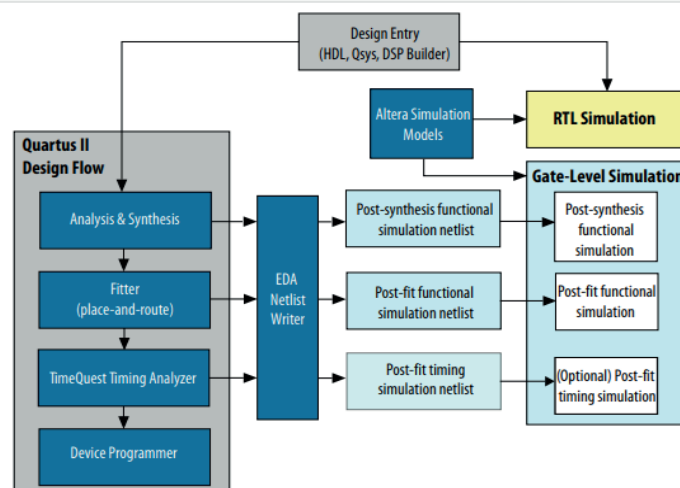 Design Entry
(HDL, Qsys, DSP Builder)
Altera Simulation
Models
RTL Simulation
Quartus II
Design Flow
Gate-Level Simulation
Analysis & Synthesis
Post-synthesis functional
simulation netlist
Post-synthesis
functional
simulation
EDA
Netlist
Writer
Fitter
(place-and-route)
Post-fit functional
simulation netlist
Post-fit functional
simulation
TimeQuest Timing Analyzer
Post-fit timing
simulation netlist
(Optional) Post-fit
timing simulation
Device Programmer